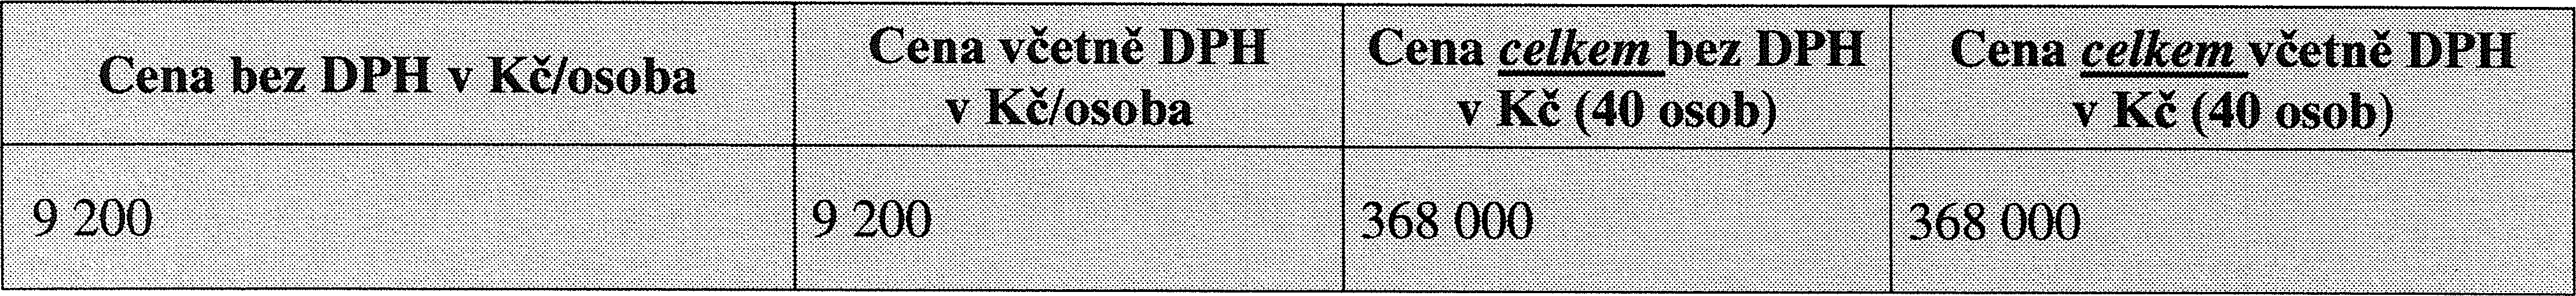 Cena bez DPH v Kč/osoba
Cena včetně DPH
v Kč/osoba
Cena celkem bez DPH
v Kč (40 osob)
Cena celkem včetně DPH
v Kč (40 osob)
9 200
9 200
368 000
368 000